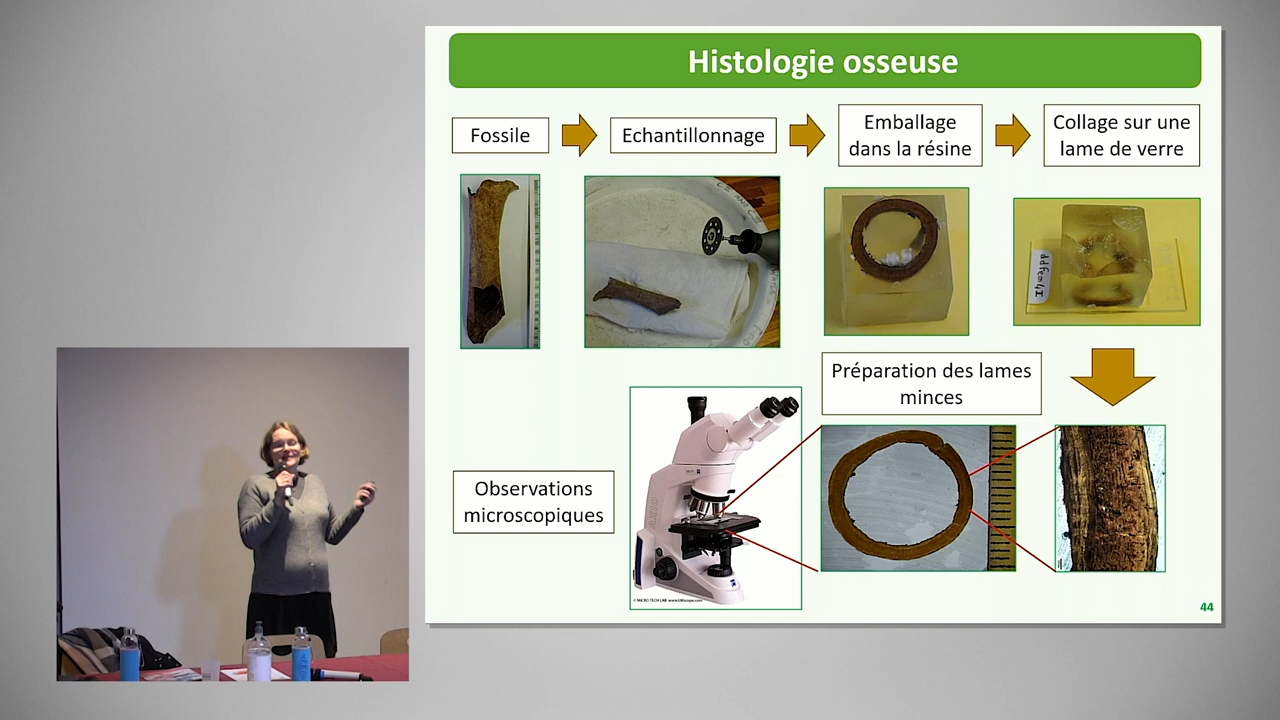 Histologie osseuse
Fossile
Echantillonnage
Emballage
dans la résine
Collage sur une
lame de verre
Préparation des lames
minces
Observations
microscopiques
44